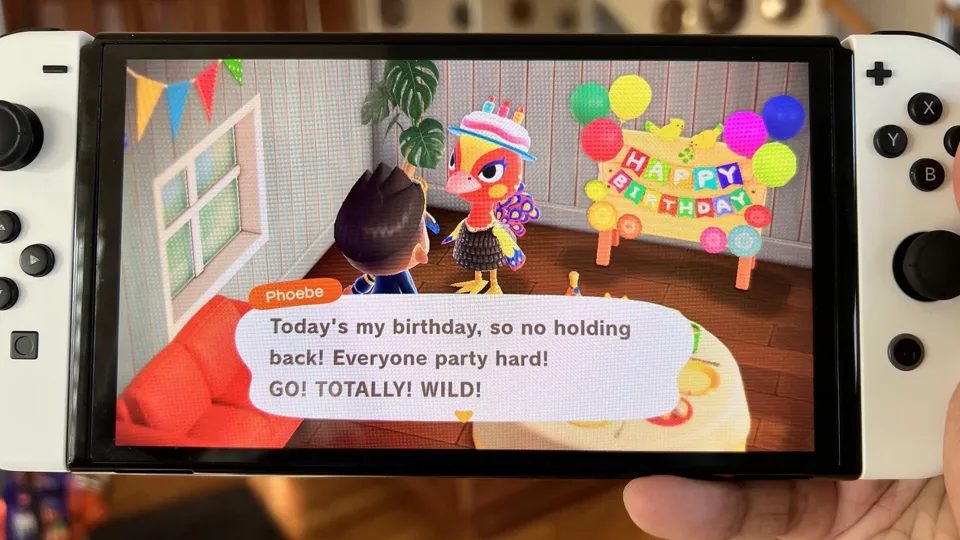 HAPPY
BIRTHDAY
Phoebe
Today's my birthday, so no holding
back! Everyone party hard!
GO! TOTALLY! WILD!
X
Y
B